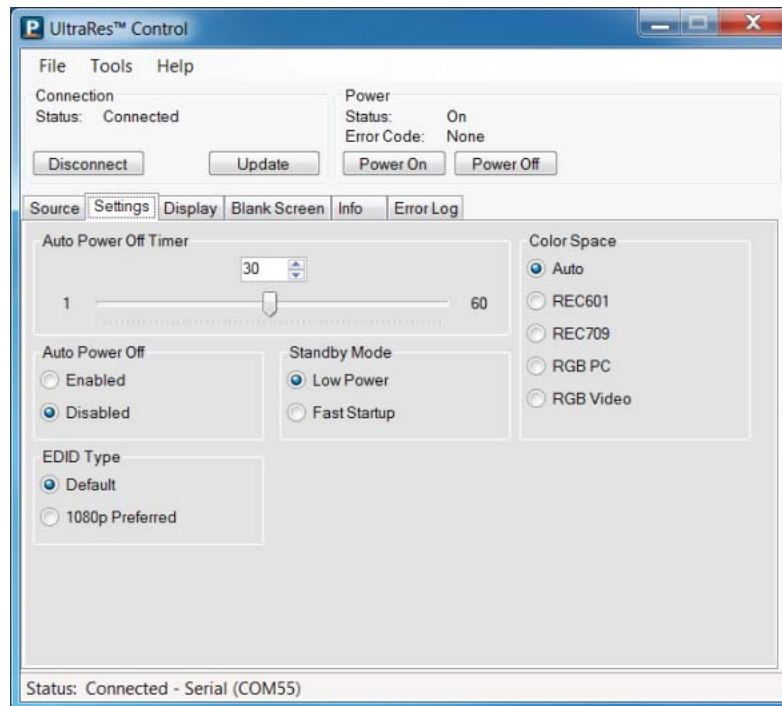 P UltraRes™ Control
File Tools Help
Connection
Status: Connected
Disconnect Update
Power
Status: On
Error Code: None
Power On Power Off
Source Settings Display Blank Screen Info Error Log
Auto Power Off Timer
30
1 60
Auto Power Off
Enabled
Disabled
Standby Mode
Low Power
Fast Startup
Color Space
Auto
REC601
REC709
RGB PC
RGB Video
EDID Type
Default
1080p Preferred
Status: Connected - Serial (COM55)